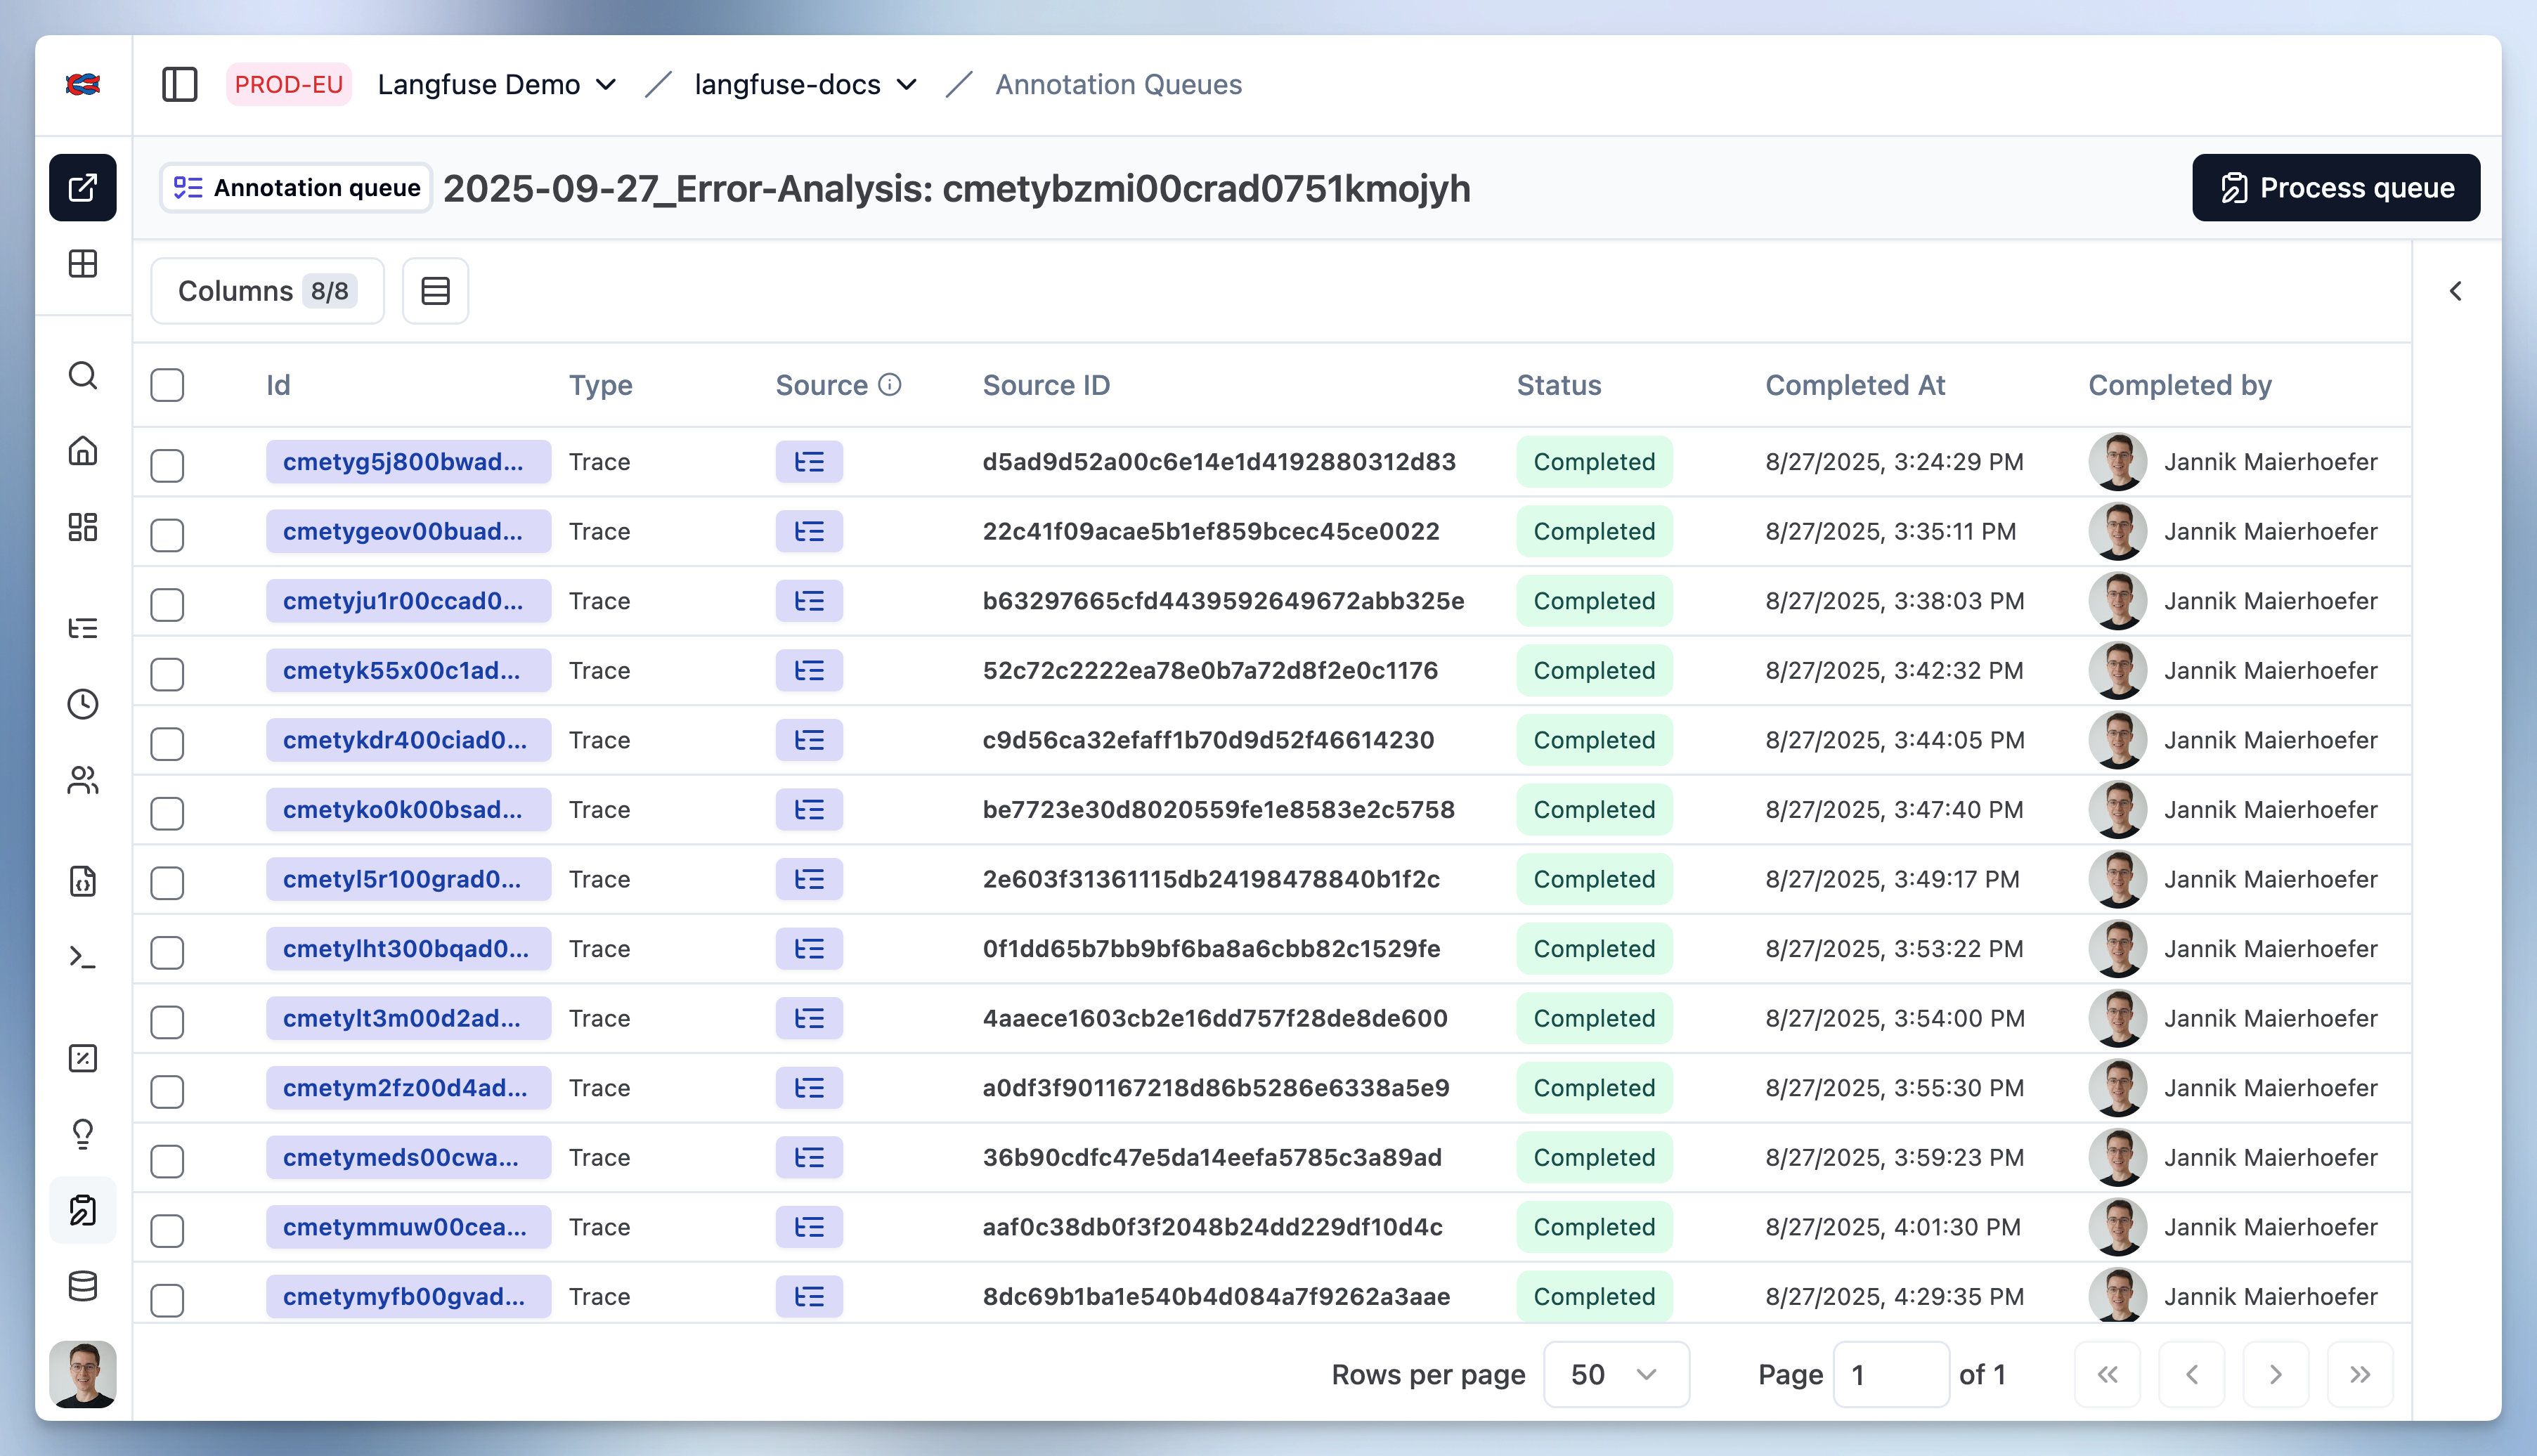 PROD-EU Langfuse Demo / langfuse-docs / Annotation Queues
Annotation queue 2025-09-27_Error-Analysis: cmetybzmi00crad0751kmojyh Process queue
Columns 8/8
Id Type Source Source ID Status Completed At Completed by
cmetyg5j800bwad... Trace d5ad9d52a00c6e14e1d4192880312d83 Completed 8/27/2025, 3:24:29 PM Jannik Maierhoefer
cmetygeov00buad... Trace 22c41f09acae5b1ef859bcec45ce0022 Completed 8/27/2025, 3:35:11 PM Jannik Maierhoefer
cmetyju1r00ccad0... Trace b63297665cfd4439592649672abb325e Completed 8/27/2025, 3:38:03 PM Jannik Maierhoefer
cmetyk55x00c1ad... Trace 52c72c2222ea78e0b7a72d8f2e0c1176 Completed 8/27/2025, 3:42:32 PM Jannik Maierhoefer
cmetykdr400ciad0... Trace c9d56ca32efaff1b70d9d52f46614230 Completed 8/27/2025, 3:44:05 PM Jannik Maierhoefer
cmetyko0k00bsad... Trace be7723e30d8020559fe1e8583e2c5758 Completed 8/27/2025, 3:47:40 PM Jannik Maierhoefer
cmetyl5r100grad0... Trace 2e603f31361115db24198478840b1f2c Completed 8/27/2025, 3:49:17 PM Jannik Maierhoefer
cmetylht300bqad0... Trace 0f1dd65b7bb9bf6ba8a6cbb82c1529fe Completed 8/27/2025, 3:53:22 PM Jannik Maierhoefer
cmetylt3m00d2ad... Trace 4aaece1603cb2e16dd757f28de8de600 Completed 8/27/2025, 3:54:00 PM Jannik Maierhoefer
cmetym2fz00d4ad... Trace a0df3f901167218d86b5286e6338a5e9 Completed 8/27/2025, 3:55:30 PM Jannik Maierhoefer
cmetymeds00cwa... Trace 36b90cdfc47e5da14eefa5785c3a89ad Completed 8/27/2025, 3:59:23 PM Jannik Maierhoefer
cmetymmuw00cea... Trace aaf0c38db0f3f2048b24dd229df10d4c Completed 8/27/2025, 4:01:30 PM Jannik Maierhoefer
cmetymyfb00gvad... Trace 8dc69b1ba1e540b4d084a7f9262a3aae Completed 8/27/2025, 4:29:35 PM Jannik Maierhoefer
Rows per page 50 Page 1 of 1